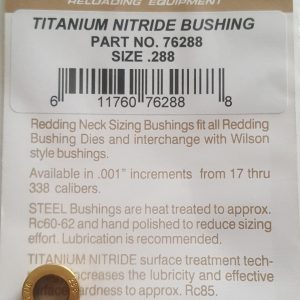 RELOADING EQUIPMENT
TITANIUM NITRIDE BUSHING
PART NO. 76288
SIZE .288
6 11760 76288 8
Redding Neck Sizing Bushings fit all Redding
Bushing Dies and interchange with Wilson
style bushings.
Available in .001" increments from 17 thru
338 calibers.
STEEL Bushings are heat treated to approx.
Rc60-62 and hand polished to reduce sizing
effort. Lubrication is recommended.
TITANIUM NITRIDE surface treatment tech-
creases the lubricity and effective
ardness to approx. Rc85.